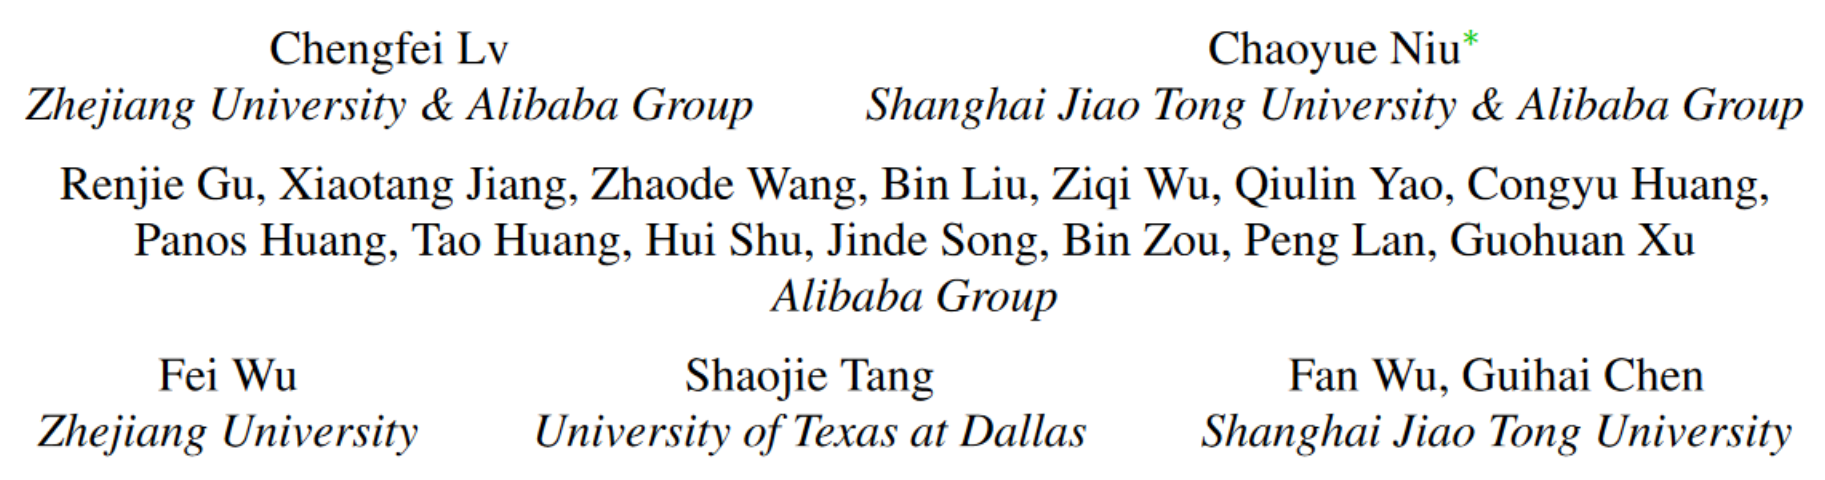 Chengfei Lv
Zhejiang University & Alibaba Group
Chaoyue Niu*
Shanghai Jiao Tong University & Alibaba Group
Renjie Gu, Xiaotang Jiang, Zhaode Wang, Bin Liu, Ziqi Wu, Qiulin Yao, Congyu Huang,
Panos Huang, Tao Huang, Hui Shu, Jinde Song, Bin Zou, Peng Lan, Guohuan Xu
Alibaba Group
Fei Wu
Zhejiang University
Shaojie Tang
University of Texas at Dallas
Fan Wu, Guihai Chen
Shanghai Jiao Tong University